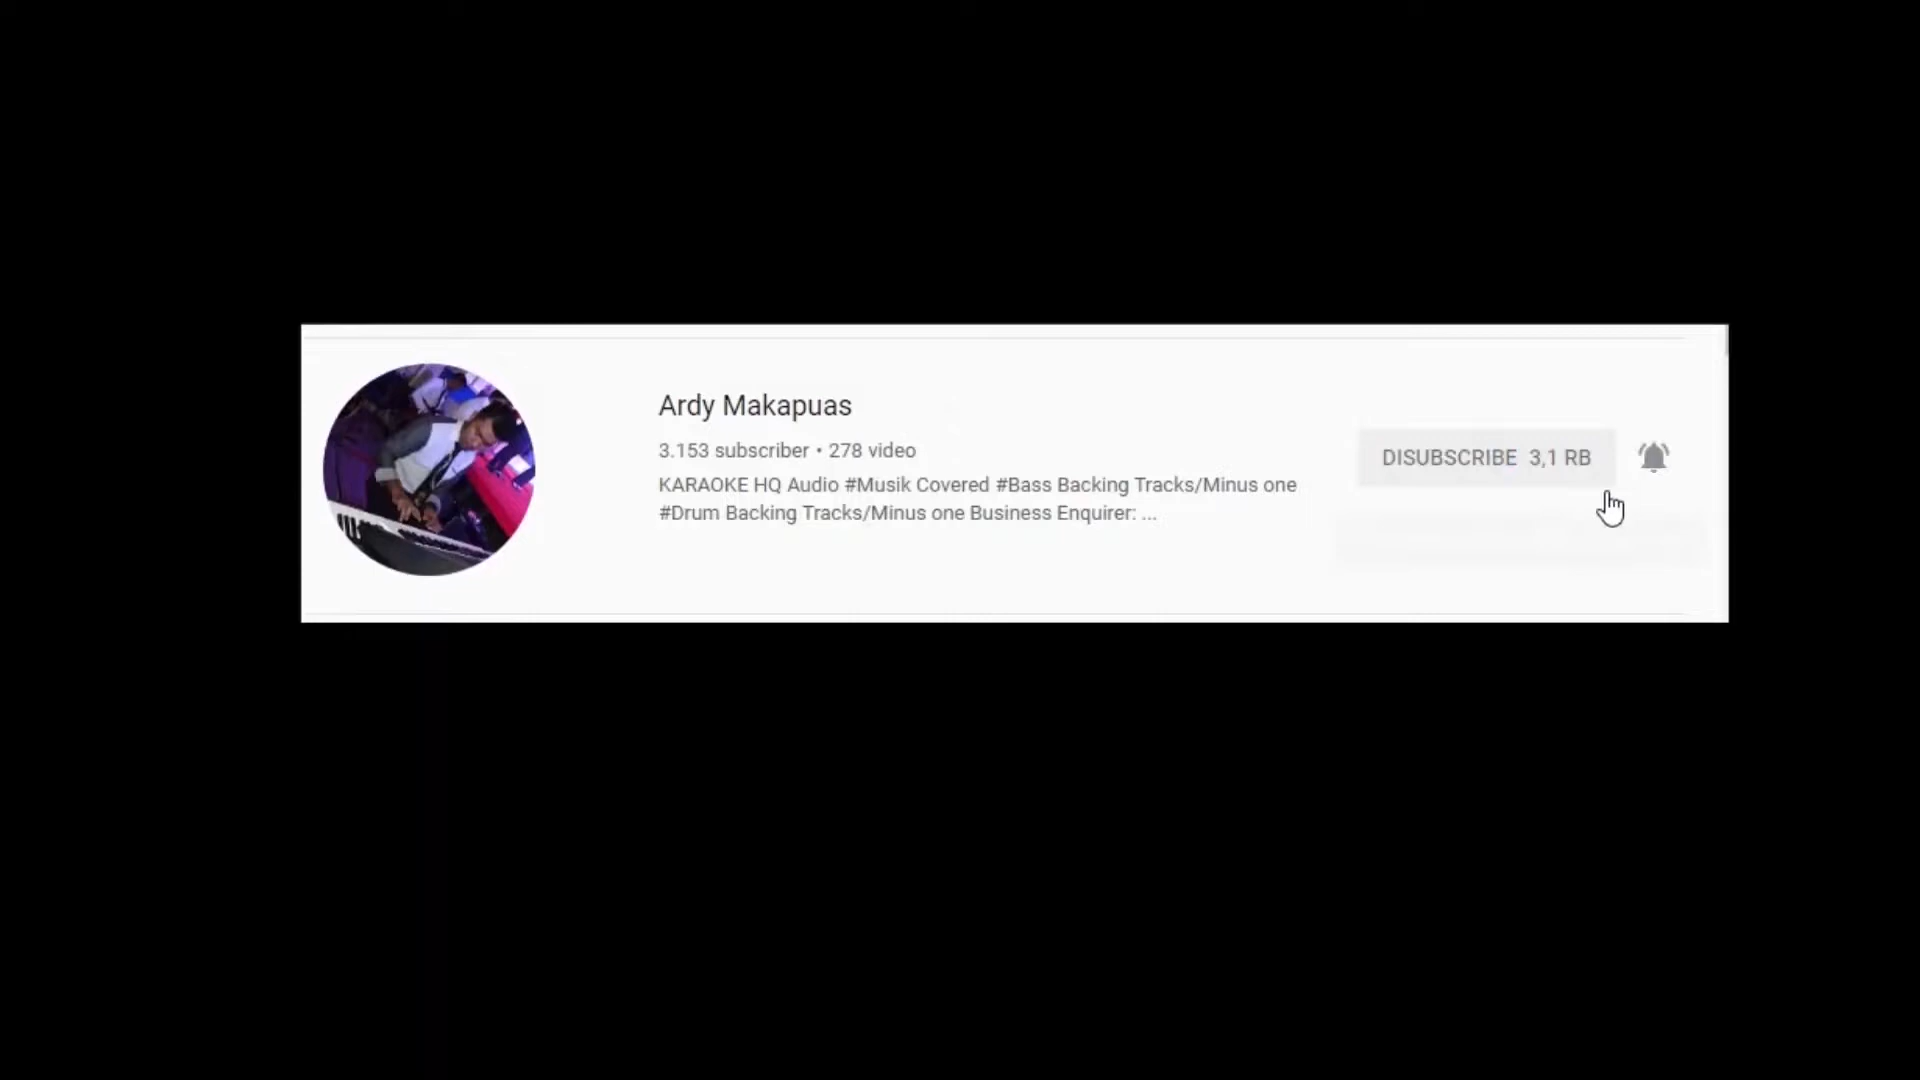 Ardy Makapuas
3.153 subscriber • 278 video
KARAOKE HQ Audio #Musik Covered #Bass Backing Tracks/Minus one
#Drum Backing Tracks/Minus one Business Enquirer: ...
DISUBSCRIBE 3,1 RB